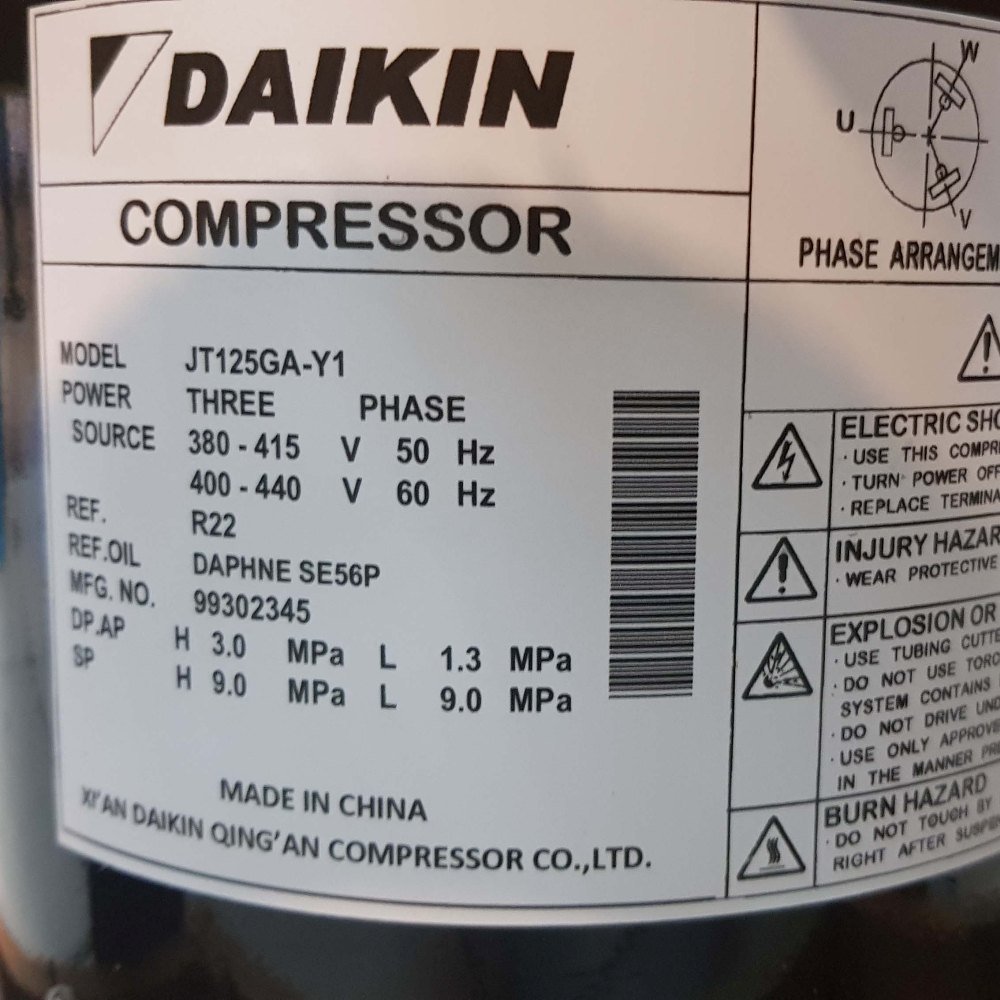 DAIKIN
COMPRESSOR
MODEL JT125GA-Y1
POWER THREE PHASE
SOURCE 380 - 415 V 50 Hz
400 - 440 V 60 Hz
REF. R22
REF.OIL DAPHNE SE56P
MFG. NO. 99302345
DP.AP H 3.0 MPa L 1.3 MPa
SP H 9.0 MPa L 9.0 MPa
MADE IN CHINA
XI'AN DAIKIN QING'AN COMPRESSOR CO.,LTD.
W
U
V
PHASE ARRANGEM
ELECTRIC SHO
· USE THIS COMPR
· TURN POWER OFF
· REPLACE TERMINA
INJURY HAZAR
· WEAR PROTECTIVE
EXPLOSION OR
· USE TUBING CUTTE
· DO NOT USE TORC
SYSTEM CONTAINS
· DO NOT DRIVE UND
· USE ONLY APPROVE
IN THE MANNER PR
BURN HAZARD
· DO NOT TOUCH BY
RIGHT AFTER SUSPE